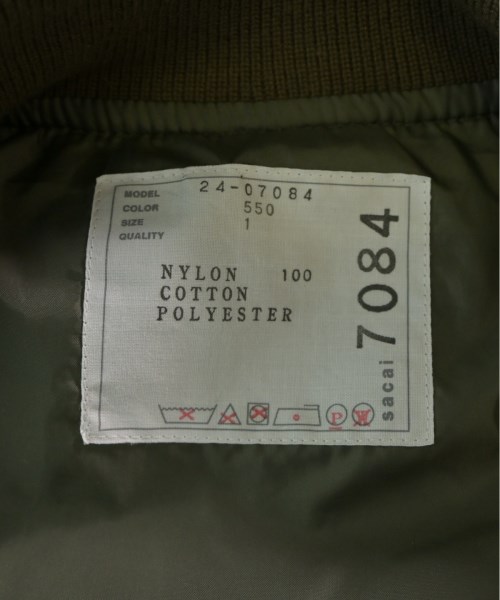 MODEL 24-07084
COLOR 550
SIZE 1
QUALITY
NYLON 100
COTTON
POLYESTER
sacai 7084
P
W